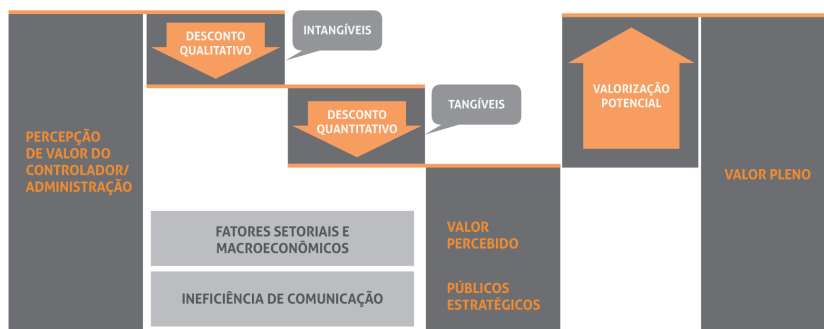 PERCEPÇÃO
DE VALOR DO
CONTROLADOR/
ADMINISTRAÇÃO
DESCONTO
QUALITATIVO
INTANGÍVEIS
DESCONTO
QUANTITATIVO
TANGÍVEIS
FATORES SETORIAIS E
MACROECONÔMICOS
INEFICIÊNCIA DE COMUNICAÇÃO
VALOR
PERCEBIDO
PÚBLICOS
ESTRATÉGICOS
VALORIZAÇÃO
POTENCIAL
VALOR PLENO